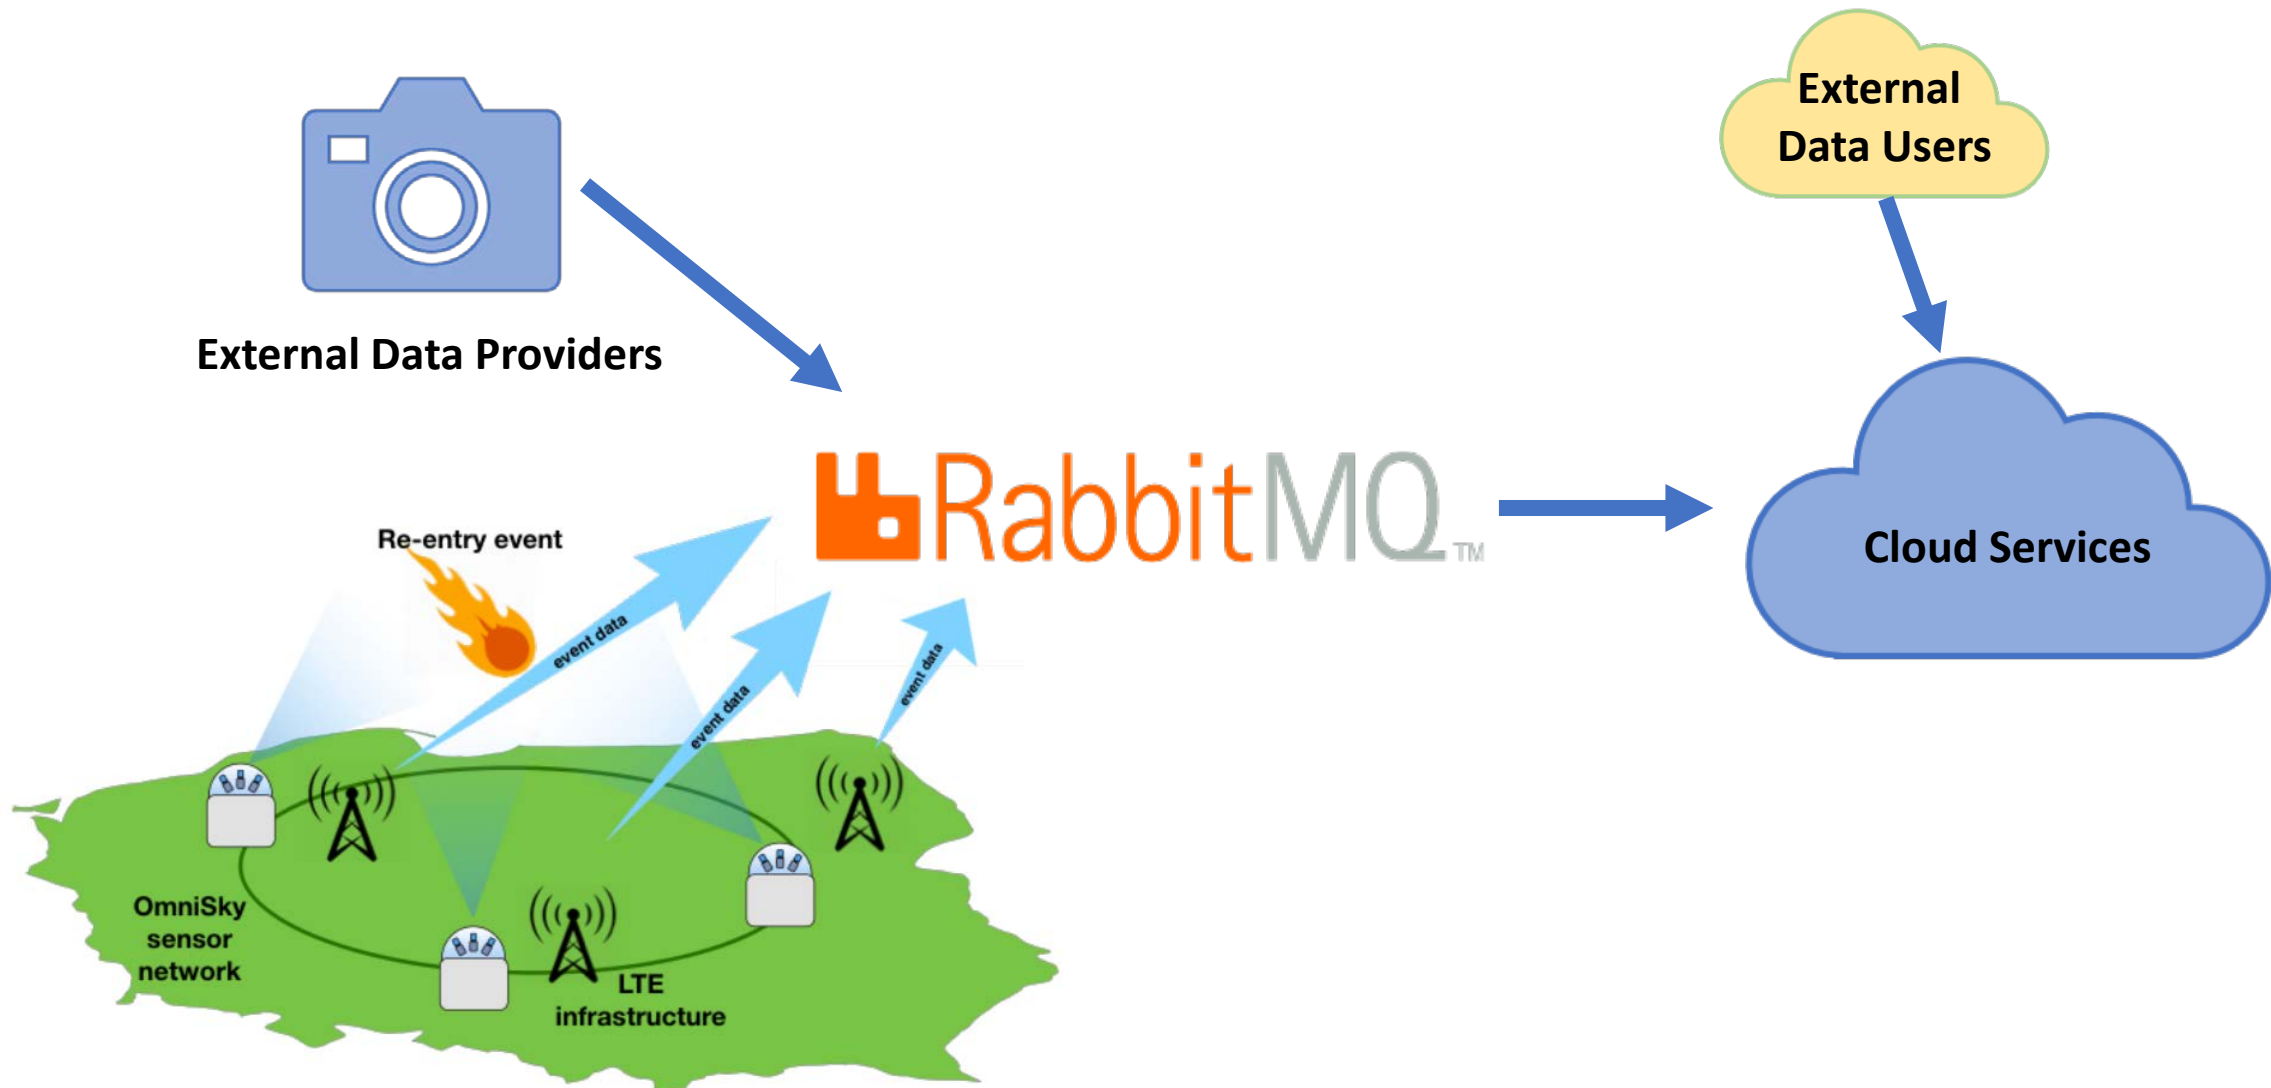 External
Data Users
External Data Providers
RabbitMQ
TM
Re-entry event
Cloud Services
event data
event data
event data
OmniSky
sensor
network
LTE
infrastructure